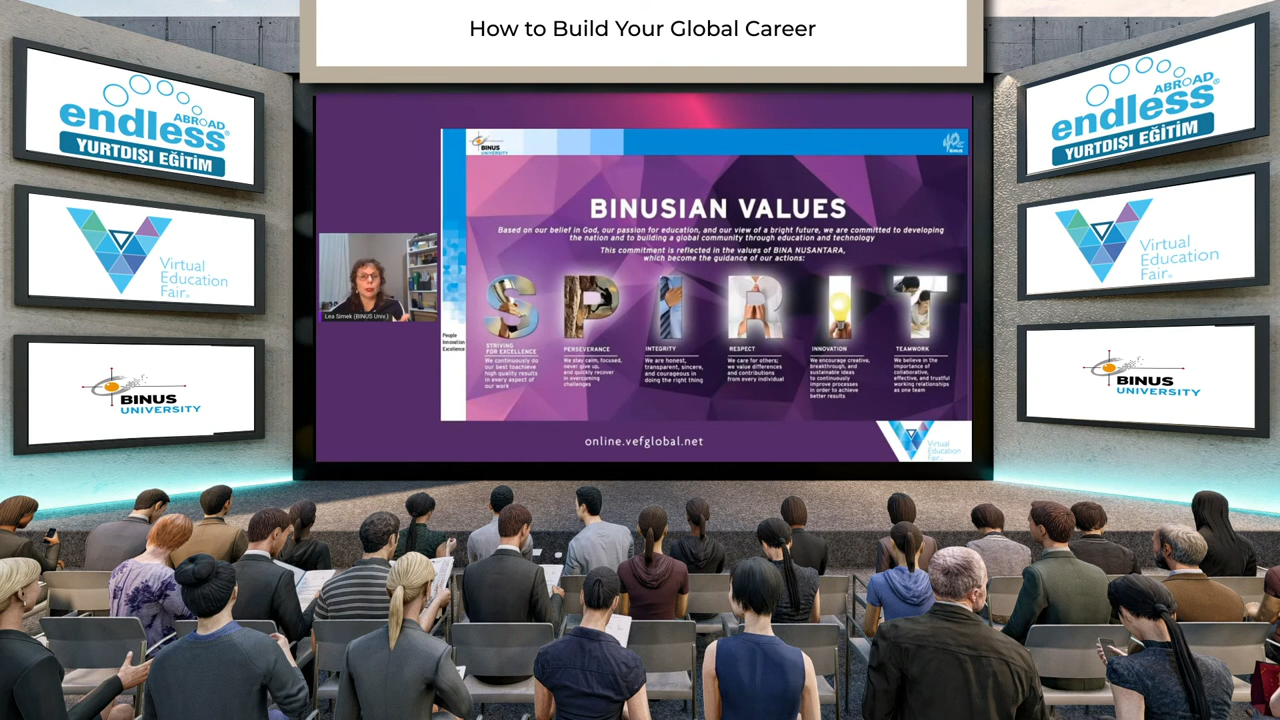 How to Build Your Global Career
endless
ABROAD
YURTDIŞI EĞİTİM
Virtual
Education
Fair
BINUS
UNIVERSITY
BINUS
UNIVERSITY
BINUS
BINUSIAN VALUES
Based on our belief in God, our passion for education, and our view of a bright future, we are committed to developing
the nation and to building a global community through education and technology
This commitment is reflected in the values of BINA NUSANTARA,
which become the guidance of our actions:
SPIRIT
STRIVING
FOR EXCELLENCE
We continuously do
our best toachieve
high quality results
in every aspect of
our work
PERSEVERANCE
We stay calm, focused,
never give up,
and quickly recover
in overcoming
challenges
INTEGRITY
We are honest,
transparent, sincere,
and courageous in
doing the right thing
RESPECT
We care for others;
we value differences
and contributions
from every individual
INNOVATION
We encourage creative,
breakthrough, and
sustainable ideas
to continuously
improve processes
in order to achieve
better results
TEAMWORK
We believe in the
importance of
collaborative,
effective, and trustful
working relationships
as one team
People
Innovation
Excellence
Lea Simek (BINUS Univ.)
online.vefglobal.net
Virtual
Education
Fair
endless
ABROAD
YURTDIŞI EĞİTİM
Virtual
Education
Fair
BINUS
UNIVERSITY